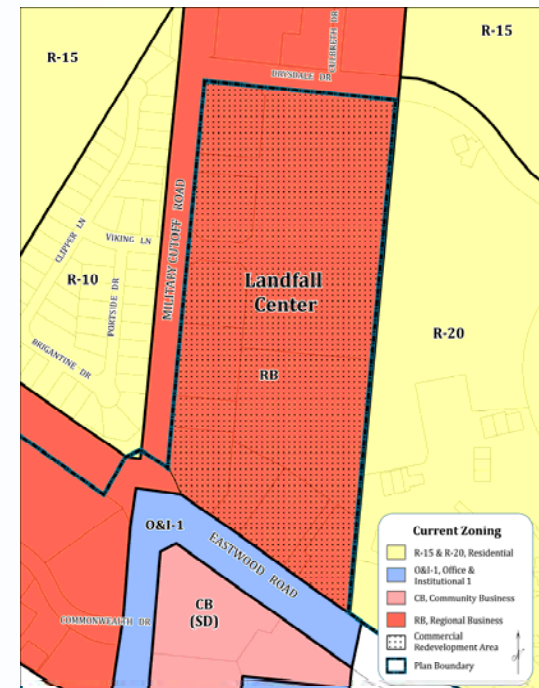 R-15
R-15
CULBRETH DR
DRYSDALE DR
MILITARY CUTOFF ROAD
CLIPPER LN
VIKING LN
Landfall
Center
R-10
PORTSIDE DR
R-20
BRIGANTINE DR
RB
O&I-1
EASTWOOD ROAD
CB
(SD)
COMMONWEALTH DR
Current Zoning
R-15 & R-20, Residential
O&I-1, Office &
Institutional 1
CB, Community Business
RB, Regional Business
Commercial
Redevelopment Area
Plan Boundary
N